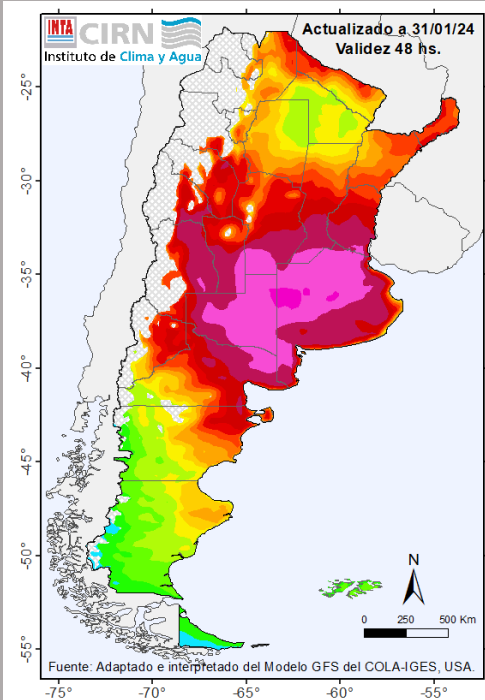 INTA CIRN
Instituto de Clima y Agua
Actualizado a 31/01/24
Validez 48 hs.
-25°
-30°
-35°
-40°
-45°
-50°
-55°
N
0 250 500 Km
Fuente: Adaptado e interpretado del Modelo GFS del COLA-IGES, USA.
-75° -70° -65° -60° -55°